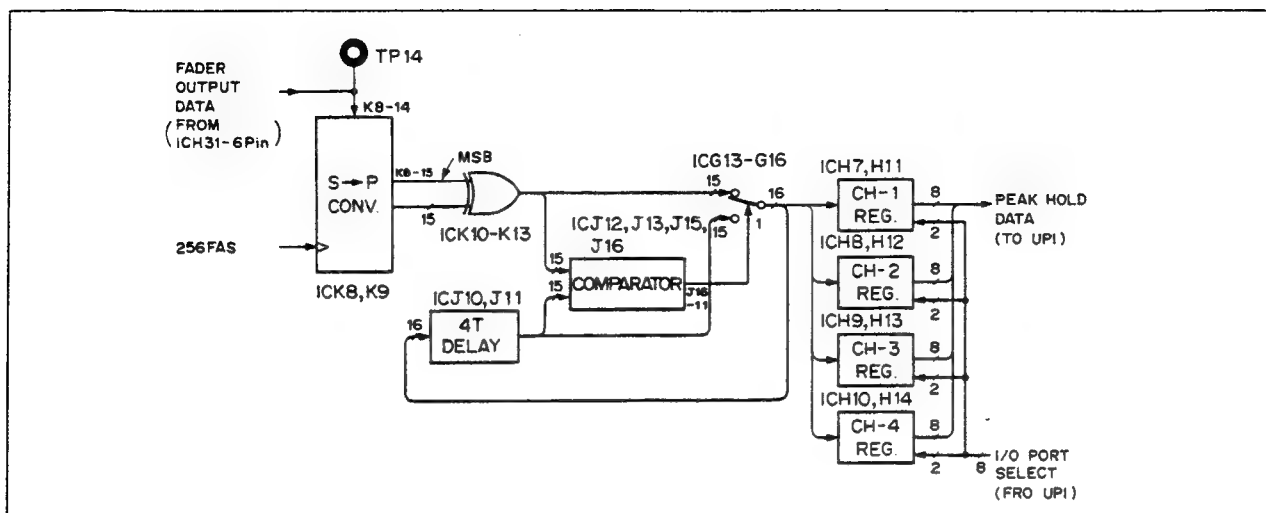 TP14
FADER
OUTPUT
DATA
(FROM
ICH31-6Pin)
K8-14
S→P
CONV.
K8-15
MSB
15
256FAS
ICK8, K9
ICK10-K13
ICG13-G16
15
16
1
15
ICJ12, J13, J15,
J16
15
15
COMPARATOR
J16
-11
ICJ10, J11
16
4T
DELAY
ICH7, H11
CH-1
REG.
8
2
PEAK HOLD
DATA
(TO UPI)
ICH8, H12
CH-2
REG.
8
2
ICH9, H13
CH-3
REG.
8
2
ICH10, H14
CH-4
REG.
8
2
8
I/O PORT
SELECT
(FRO UPI)